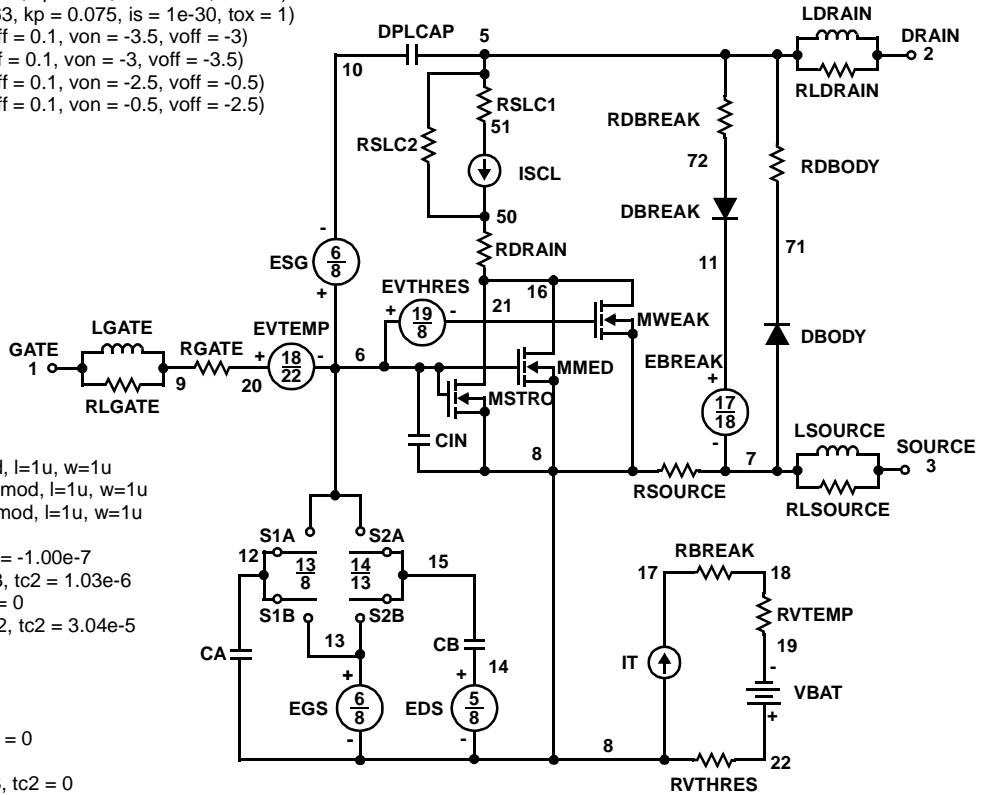 63, kp = 0.075, is = 1e-30, tox = 1)
ff = 0.1, von = -3.5, voff = -3)
= 0.1, von = -3, voff = -3.5)
ff = 0.1, von = -2.5, voff = -0.5)
ff = 0.1, von = -0.5, voff = -2.5)
LDRAIN
DPLCAP
5
DRAIN
2
10
RLDRAIN
RSLC1
51
RDBREAK
RSLC2
72
RDBODY
ISCL
DBREAK
50
RDRAIN
71
11
ESG
6
8
-
+
EVTHRES
+ 19
8 -
16
21
MWEAK
LGATE
EVTEMP
DBODY
GATE
1
RGATE
+ 18
22 -
6
MMED
EBREAK
9
20
RLGATE
MSTRO
+
17
18
-
CIN
8
LSOURCE
SOURCE
3
7
RSOURCE
RLSOURCE
d, l=1u, w=1u
mod, l=1u, w=1u
mod, l=1u, w=1u
= -1.00e-7
3, tc2 = 1.03e-6
= 0
2, tc2 = 3.04e-5
= 0
, tc2 = 0
S1A
S2A
12
13
8
14
13
15
S1B
S2B
13
CA
CB
+
14
EGS
+
6
8
-
EDS
5
8
-
8
RBREAK
17
18
RVTEMP
19
IT
-
VBAT
+
22
RVTHRES